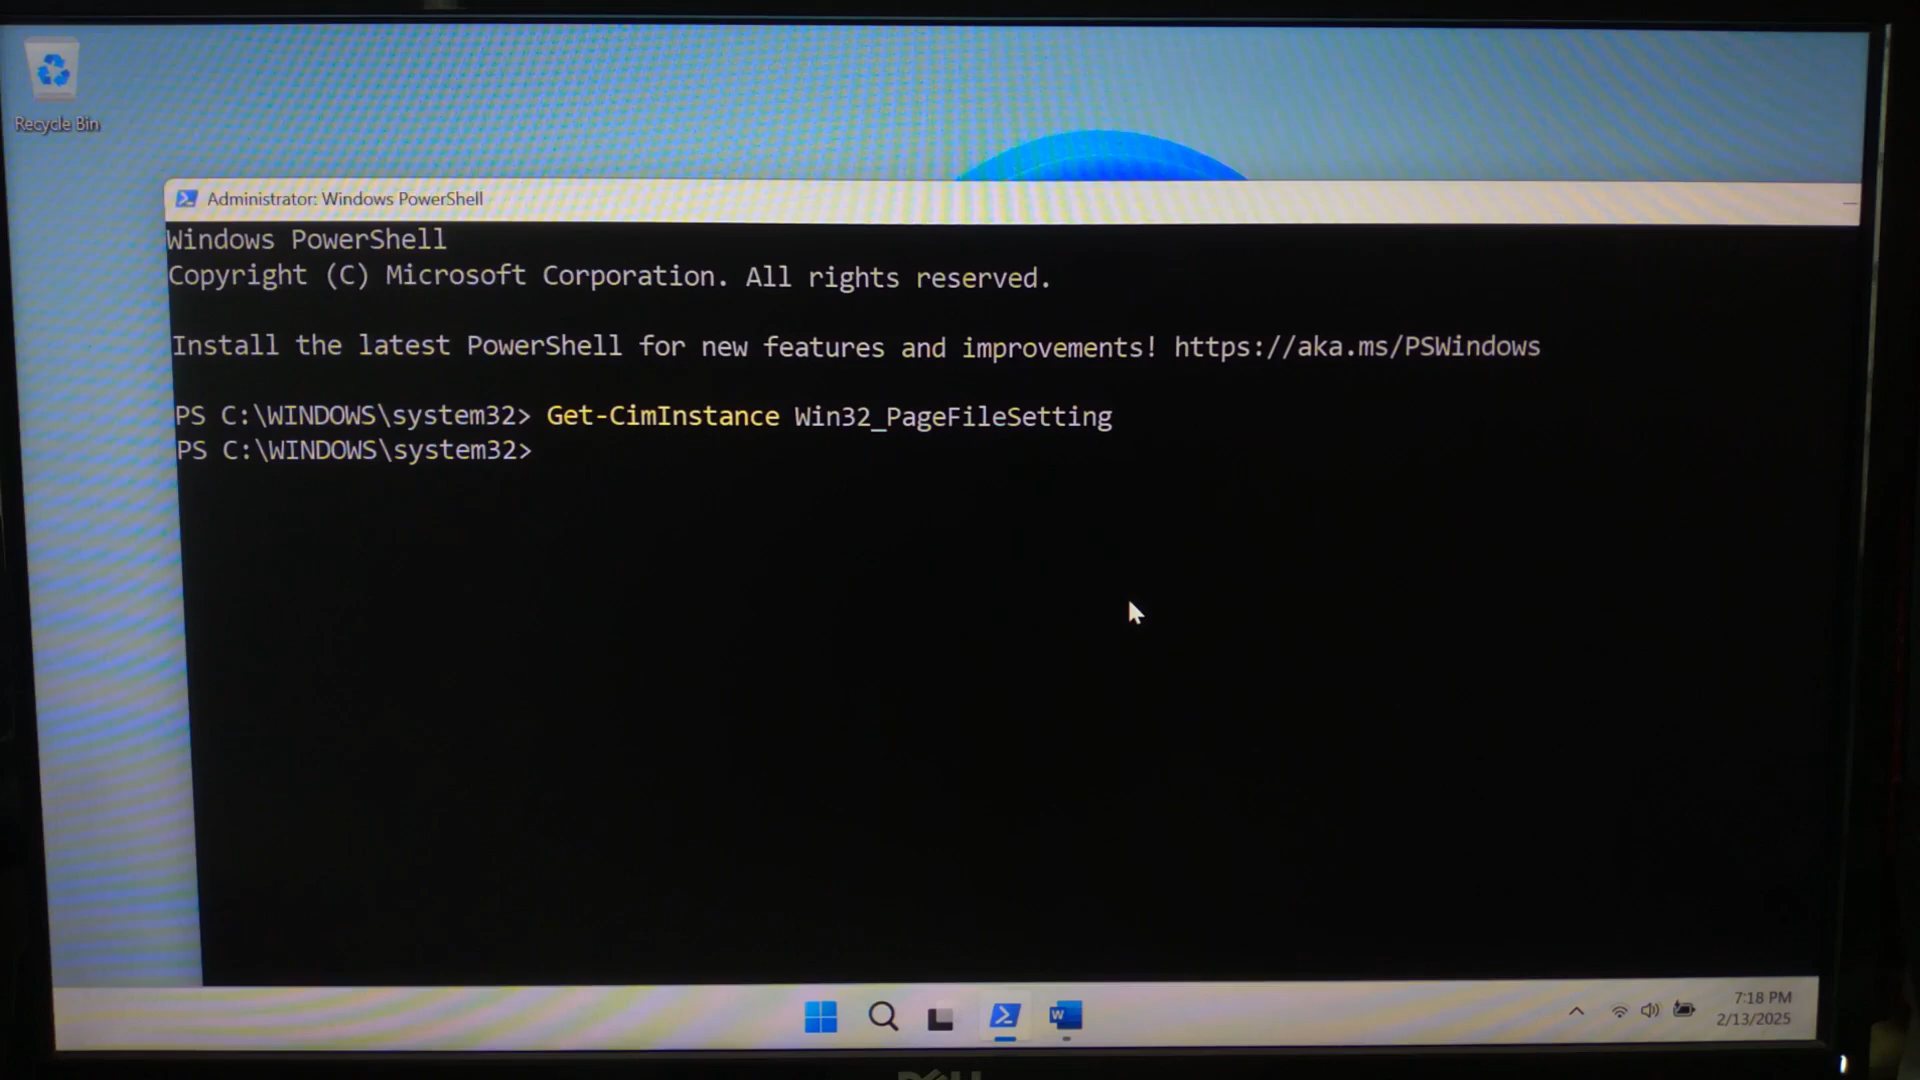 Recycle Bin
Administrator: Windows PowerShell
Windows PowerShell
Copyright (C) Microsoft Corporation. All rights reserved.
Install the latest PowerShell for new features and improvements! https://aka.ms/PSWindows
PS C:\WINDOWS\system32> Get-CimInstance Win32_PageFileSetting
PS C:\WINDOWS\system32>
W
7:18 PM
2/13/2025
DELL